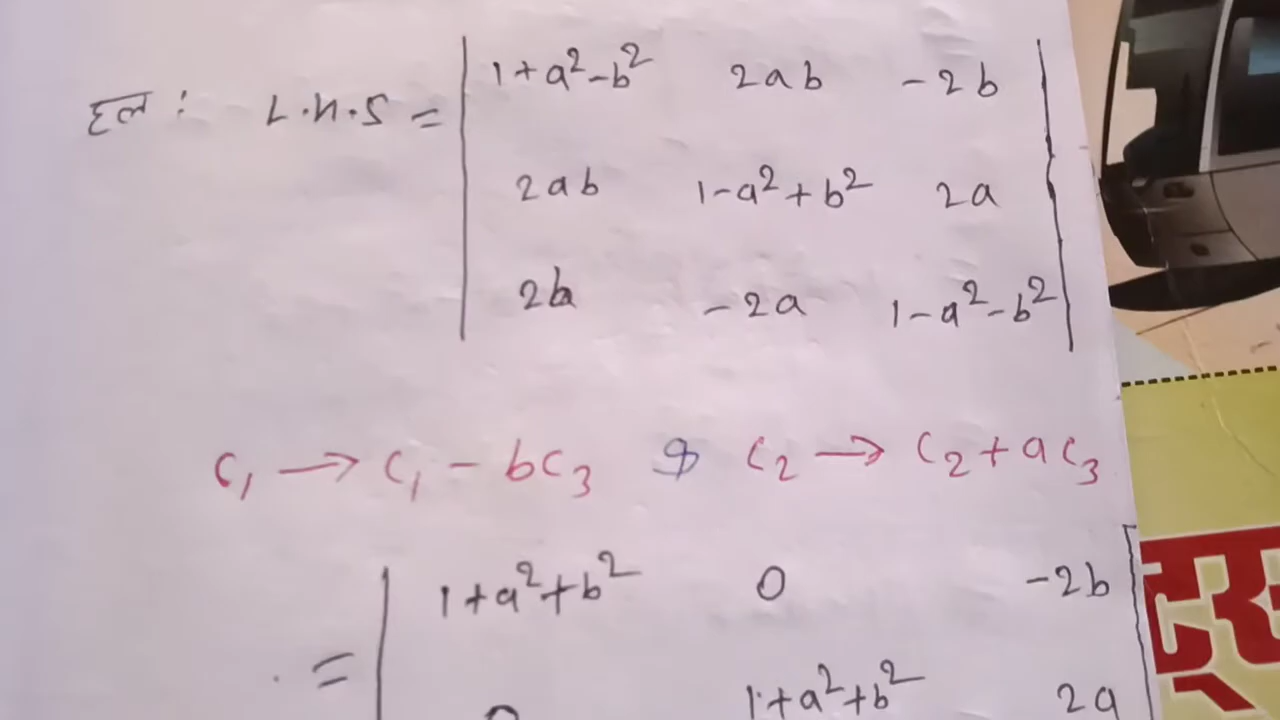 हल : L.H.S = | 1+a²-b² 2ab -2b |
| 2ab 1-a²+b² 2a |
| 2b -2a 1-a²-b² |
C₁ → C₁ - bC₃ & C₂ → C₂ + aC₃
= | 1+a²+b² 0 -2b |
0 1+a²+b² 2a